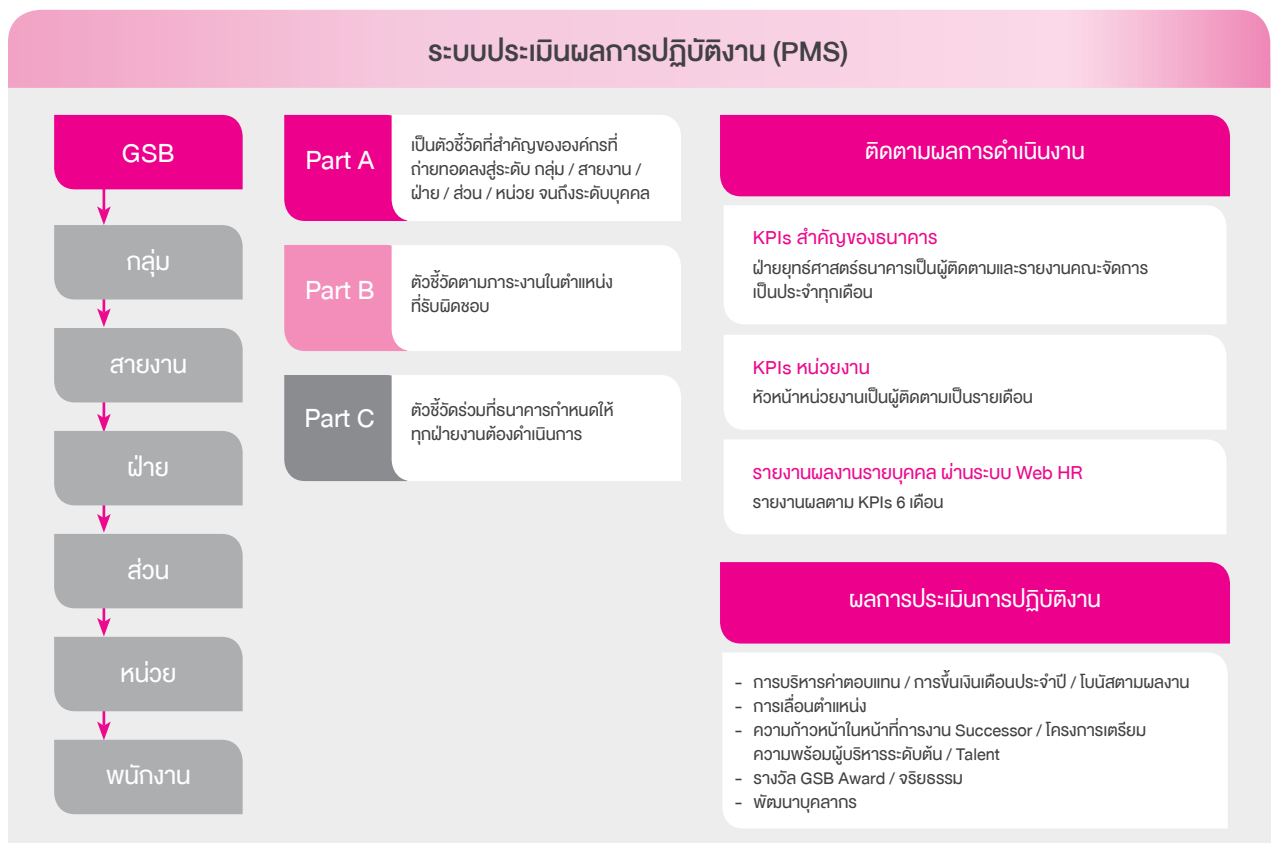 ระบบประเมินผลการปฏิบัติงาน (PMS)
GSB
กลุ่ม
สายงาน
ฝ่าย
ส่วน
หน่วย
พนักงาน
Part A
เป็นตัวชี้วัดที่สำคัญขององค์กรที่
ถ่ายทอดลงสู่ระดับ กลุ่ม / สายงาน /
ฝ่าย / ส่วน / หน่วย จนถึงระดับบุคคล
Part B
ตัวชี้วัดตามภาระงานในตำแหน่ง
ที่รับผิดชอบ
Part C
ตัวชี้วัดร่วมที่ธนาคารกำหนดให้
ทุกฝ่ายงานต้องดำเนินการ
ติดตามผลการดำเนินงาน
KPIs สำคัญของธนาคาร
ฝ่ายยุทธ์ศาสตร์ธนาคารเป็นผู้ติดตามและรายงานคณะจัดการ
เป็นประจำทุกเดือน
KPIs หน่วยงาน
หัวหน้าหน่วยงานเป็นผู้ติดตามเป็นรายเดือน
รายงานผลงานรายบุคคล ผ่านระบบ Web HR
รายงานผลตาม KPIs 6 เดือน
ผลการประเมินการปฏิบัติงาน
- การบริหารค่าตอบแทน / การขึ้นเงินเดือนประจำปี / โบนัสตามผลงาน
- การเลื่อนตำแหน่ง
- ความก้าวหน้าในหน้าที่การงาน Successor / โครงการเตรียม
ความพร้อมผู้บริหารระดับต้น / Talent
- รางวัล GSB Award / จริยธรรม
- พัฒนาบุคลากร